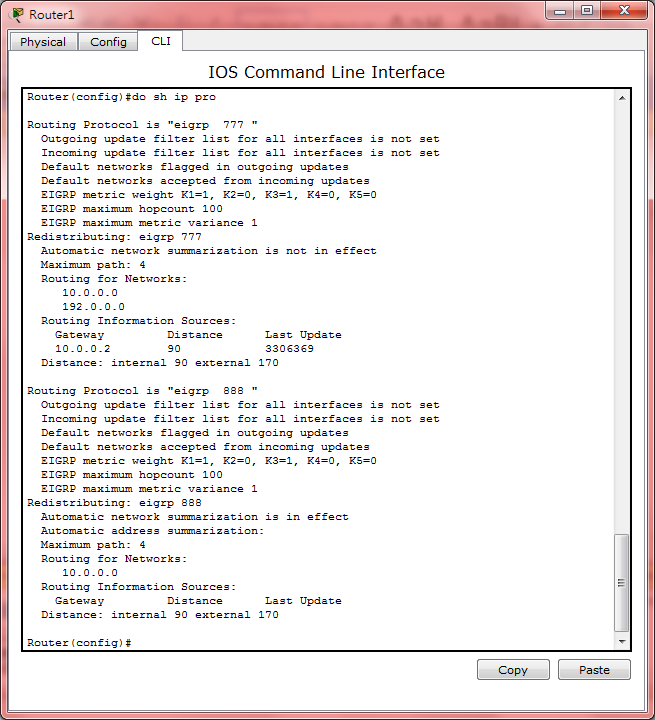 Router1
Physical Config CLI
IOS Command Line Interface
Router(config)#do sh ip pro
Routing Protocol is "eigrp  777 "
  Outgoing update filter list for all interfaces is not set
  Incoming update filter list for all interfaces is not set
  Default networks flagged in outgoing updates
  Default networks accepted from incoming updates
  EIGRP metric weight K1=1, K2=0, K3=1, K4=0, K5=0
  EIGRP maximum hopcount 100
  EIGRP maximum metric variance 1
Redistributing: eigrp 777
  Automatic network summarization is not in effect
  Maximum path: 4
  Routing for Networks:
     10.0.0.0
     192.0.0.0
  Routing Information Sources:
    Gateway         Distance      Last Update
    10.0.0.2        90            3306369
  Distance: internal 90 external 170
Routing Protocol is "eigrp  888 "
  Outgoing update filter list for all interfaces is not set
  Incoming update filter list for all interfaces is not set
  Default networks flagged in outgoing updates
  Default networks accepted from incoming updates
  EIGRP metric weight K1=1, K2=0, K3=1, K4=0, K5=0
  EIGRP maximum hopcount 100
  EIGRP maximum metric variance 1
Redistributing: eigrp 888
  Automatic network summarization is in effect
  Automatic address summarization:
  Maximum path: 4
  Routing for Networks:
     10.0.0.0
  Routing Information Sources:
    Gateway         Distance      Last Update
  Distance: internal 90 external 170
Router(config)#
Copy Paste